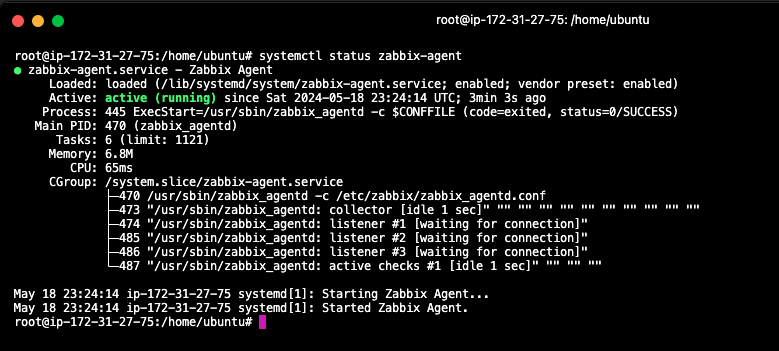 root@ip-172-31-27-75: /home/ubuntu
root@ip-172-31-27-75:/home/ubuntu# systemctl status zabbix-agent
● zabbix-agent.service - Zabbix Agent
     Loaded: loaded (/lib/systemd/system/zabbix-agent.service; enabled; vendor preset: enabled)
     Active: active (running) since Sat 2024-05-18 23:24:14 UTC; 3min 3s ago
    Process: 445 ExecStart=/usr/sbin/zabbix_agentd -c $CONFFILE (code=exited, status=0/SUCCESS)
   Main PID: 470 (zabbix_agentd)
      Tasks: 6 (limit: 1121)
     Memory: 6.8M
        CPU: 65ms
     CGroup: /system.slice/zabbix-agent.service
             ├─470 /usr/sbin/zabbix_agentd -c /etc/zabbix/zabbix_agentd.conf
             ├─473 "/usr/sbin/zabbix_agentd: collector [idle 1 sec]" "" "" "" "" "" "" "" "" "" ""
             ├─474 "/usr/sbin/zabbix_agentd: listener #1 [waiting for connection]"
             ├─485 "/usr/sbin/zabbix_agentd: listener #2 [waiting for connection]"
             ├─486 "/usr/sbin/zabbix_agentd: listener #3 [waiting for connection]"
             └─487 "/usr/sbin/zabbix_agentd: active checks #1 [idle 1 sec]" "" "" ""

May 18 23:24:14 ip-172-31-27-75 systemd[1]: Starting Zabbix Agent...
May 18 23:24:14 ip-172-31-27-75 systemd[1]: Started Zabbix Agent.
root@ip-172-31-27-75:/home/ubuntu#